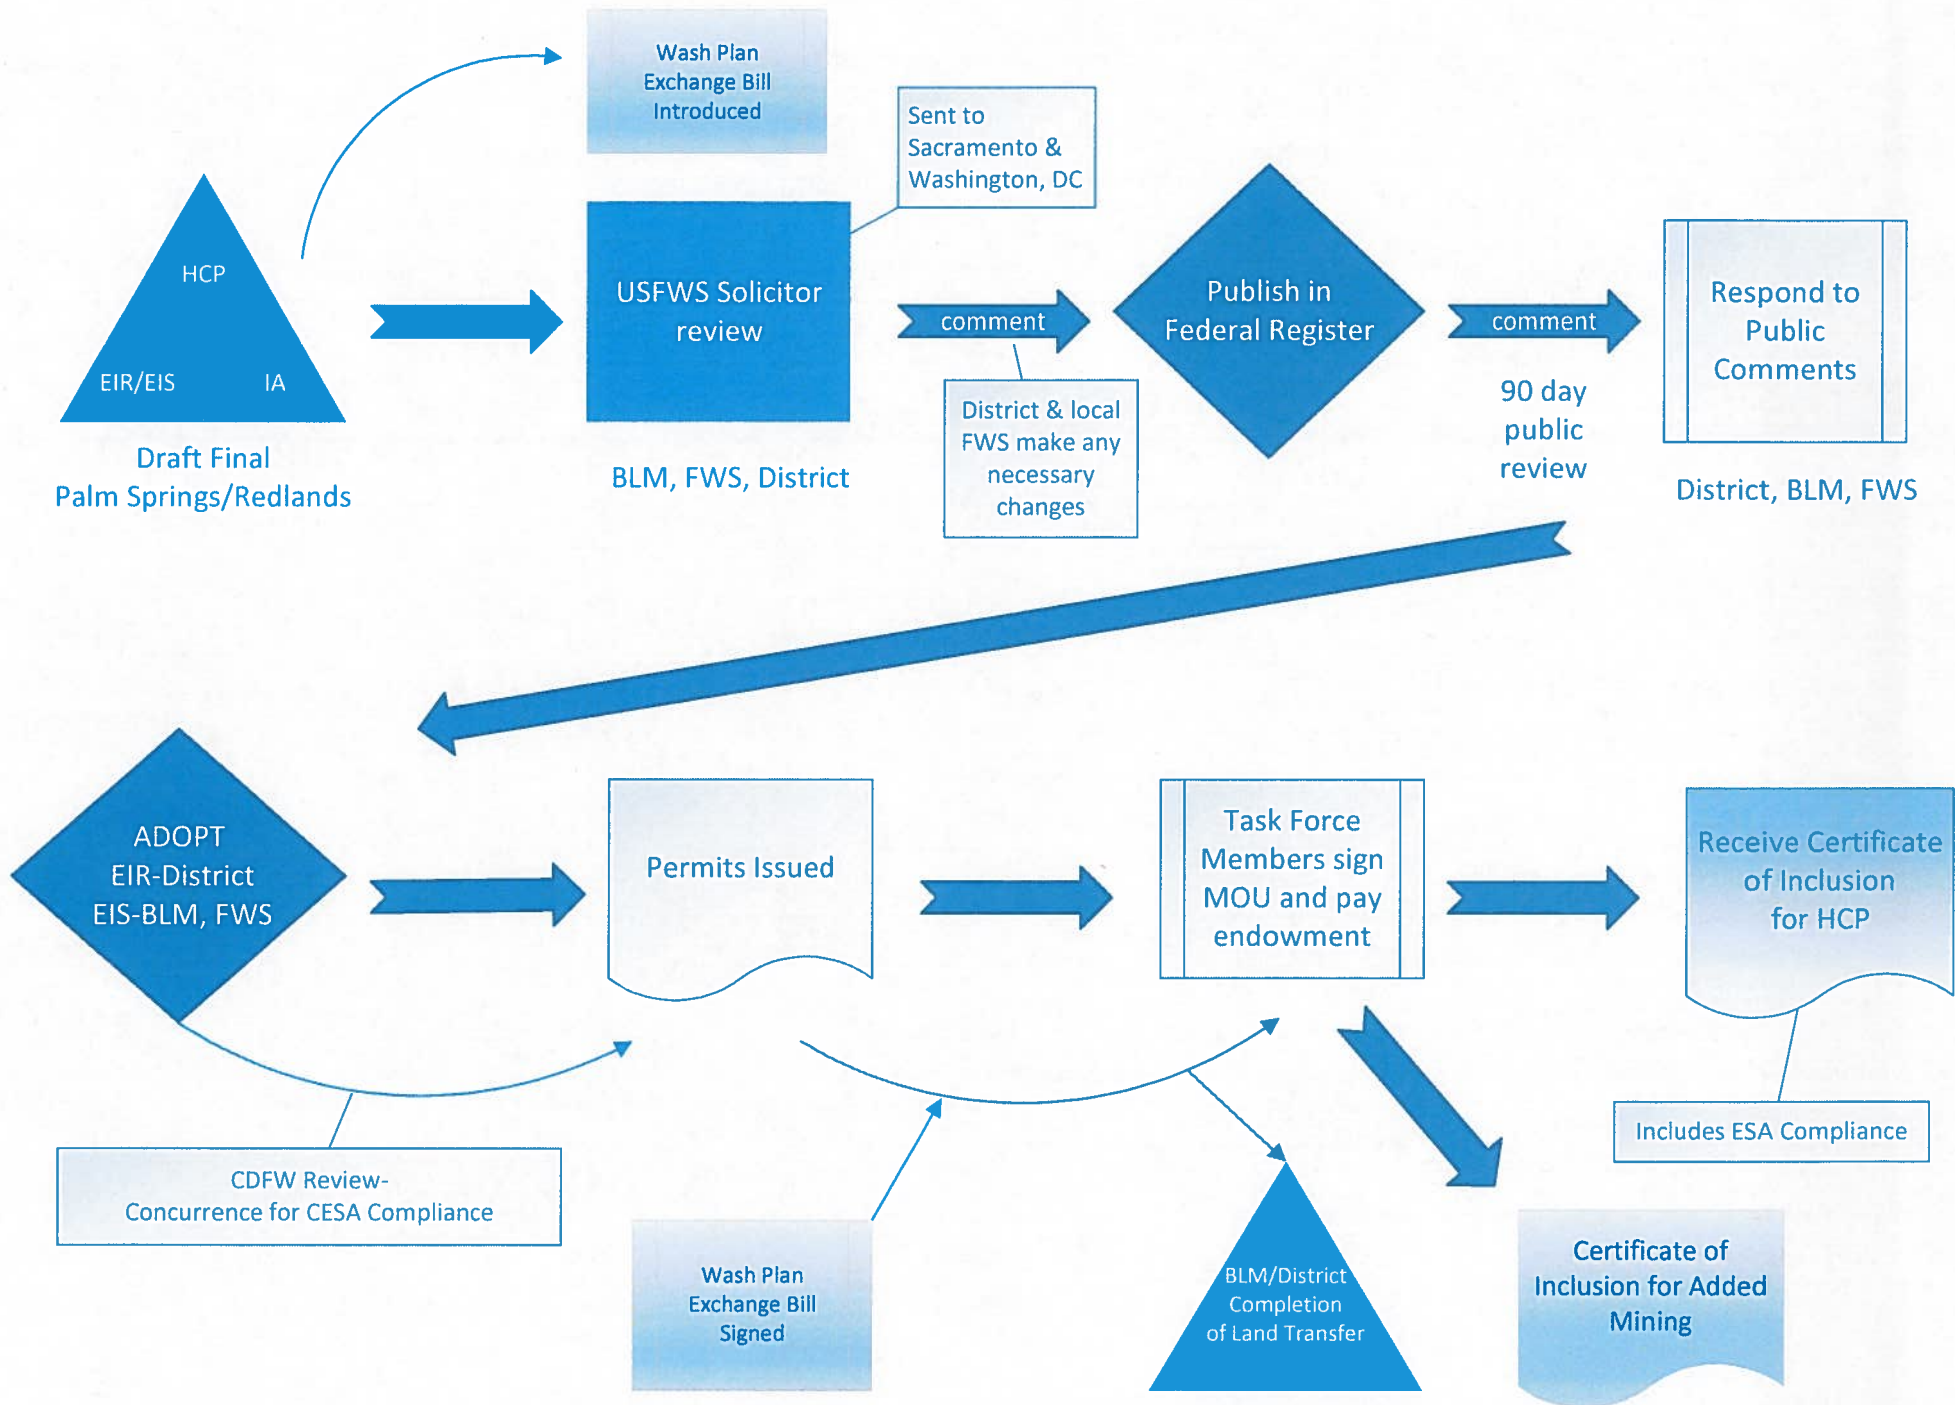 Wash Plan
Exchange Bill
Introduced
Sent to
Sacramento &
Washington, DC
HCP
EIR/EIS
IA
Draft Final
Palm Springs/Redlands
USFWS Solicitor
review
BLM, FWS, District
comment
District & local
FWS make any
necessary
changes
Publish in
Federal Register
comment
90 day
public
review
Respond to
Public
Comments
District, BLM, FWS
ADOPT
EIR-District
EIS-BLM, FWS
Permits Issued
Task Force
Members sign
MOU and pay
endowment
Receive Certificate
of Inclusion
for HCP
Includes ESA Compliance
CDFW Review-
Concurrence for CESA Compliance
Wash Plan
Exchange Bill
Signed
BLM/District
Completion
of Land Transfer
Certificate of
Inclusion for Added
Mining